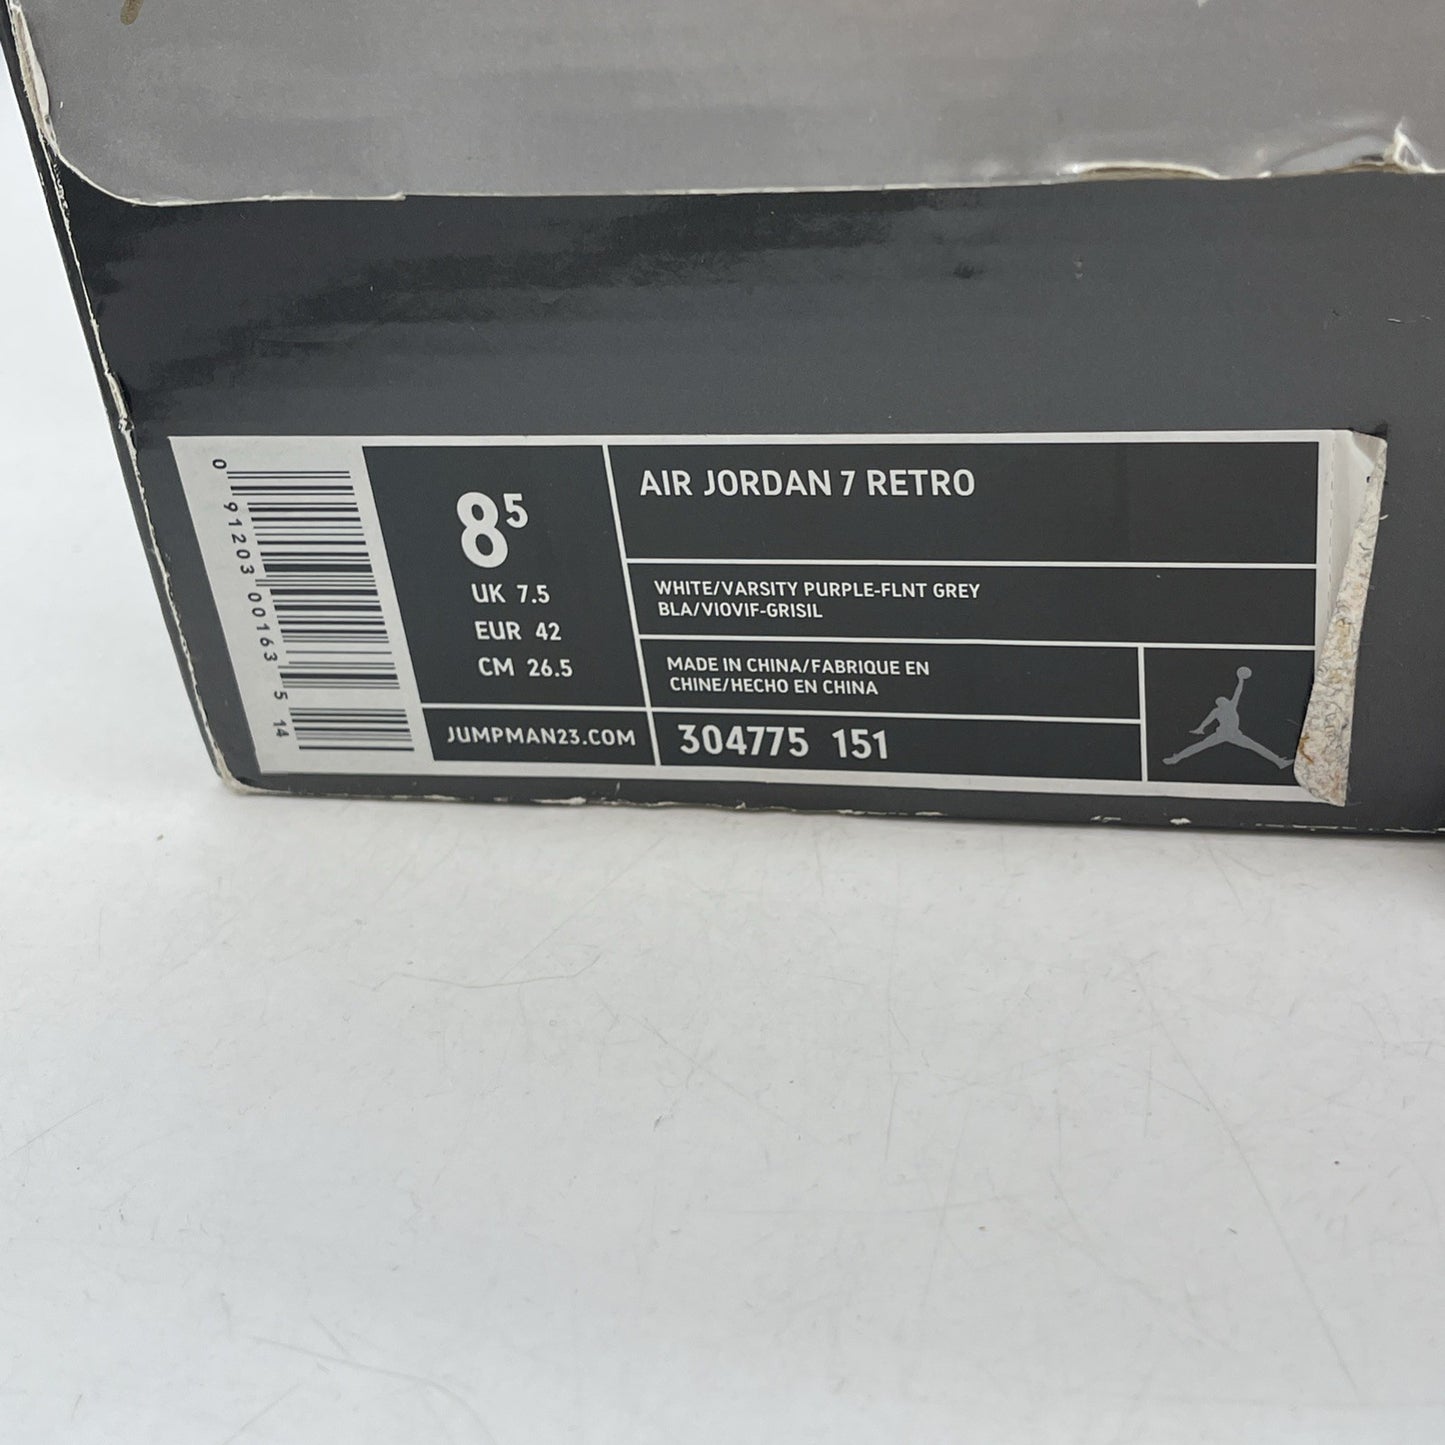 0 91203 00163 5 14
8⁵
UK 7.5
EUR 42
CM 26.5
JUMPMAN23.COM
AIR JORDAN 7 RETRO
WHITE/VARSITY PURPLE-FLNT GREY
BLA/VIOVIF-GRISIL
MADE IN CHINA/FABRIQUE EN
CHINE/HECHO EN CHINA
304775 151